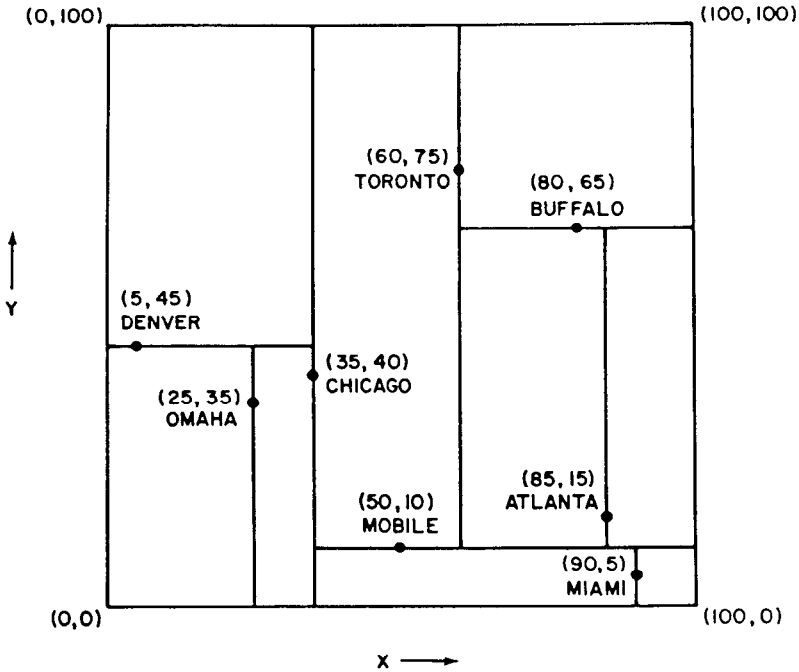 (0,100)
(100,100)
(60,75)
TORONTO
(80,65)
BUFFALO
Y
(5,45)
DENVER
(35,40)
CHICAGO
(25,35)
OMAHA
(85,15)
ATLANTA
(50,10)
MOBILE
(90,5)
MIAMI
(0,0)
(100,0)
X